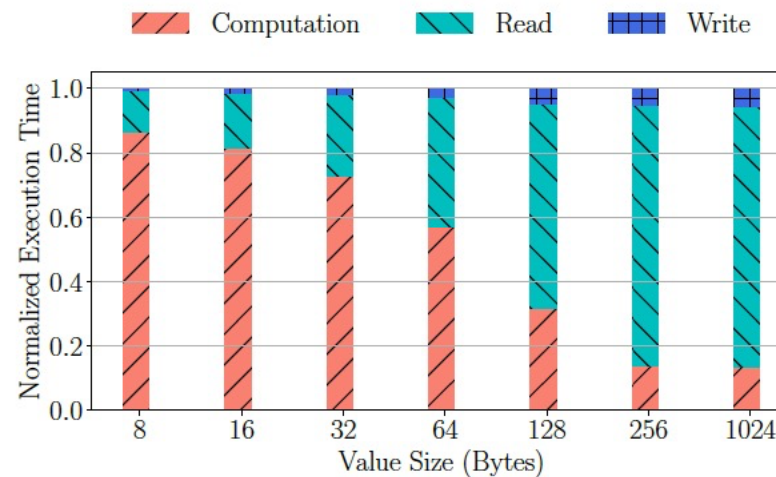 Computation Read Write
Normalized Execution Time
1.0
0.8
0.6
0.4
0.2
0.0
8 16 32 64 128 256 1024
Value Size (Bytes)